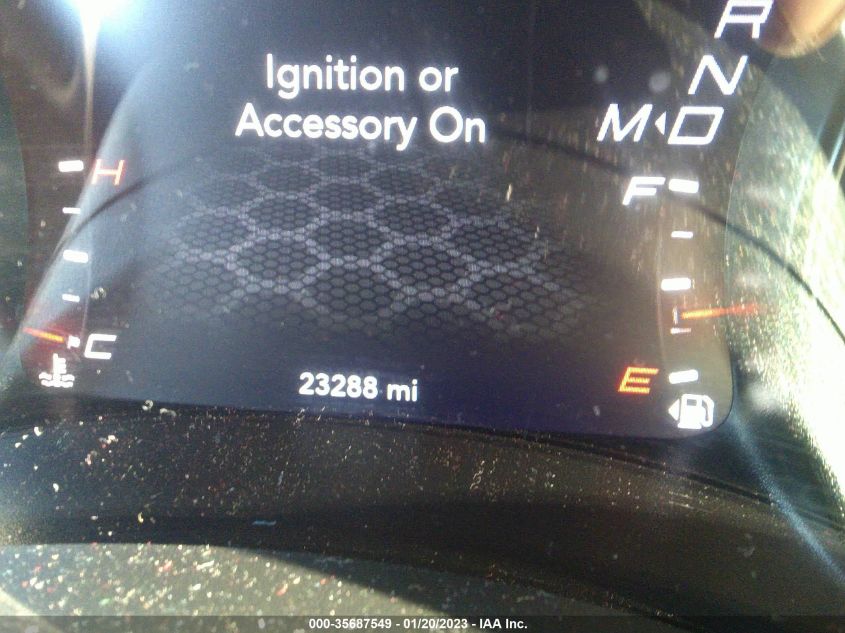 R
Ignition or
N
Accessory On
M D
H
F
C
23288 mi
E
000-35687549 - 01/20/2023 - IAA Inc.